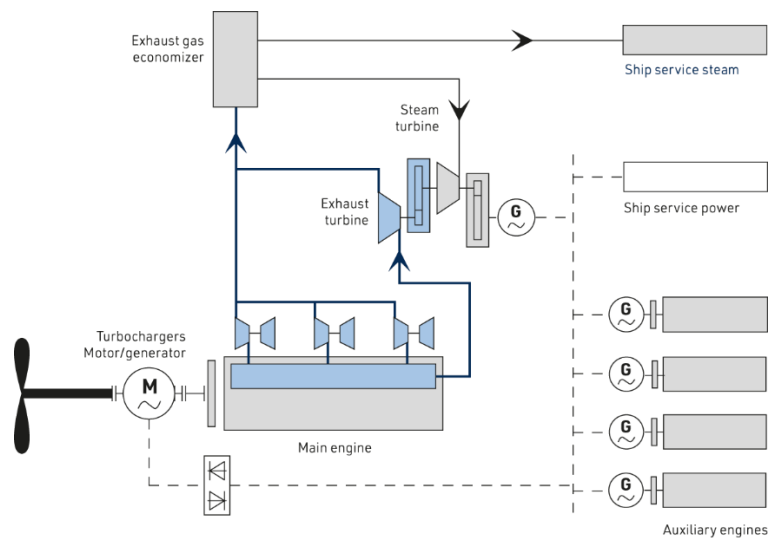 Exhaust gas
economizer
Ship service steam
Steam
turbine
Exhaust
turbine
G
Ship service power
Turbochargers
Motor/generator
M
Main engine
G
G
G
G
Auxiliary engines